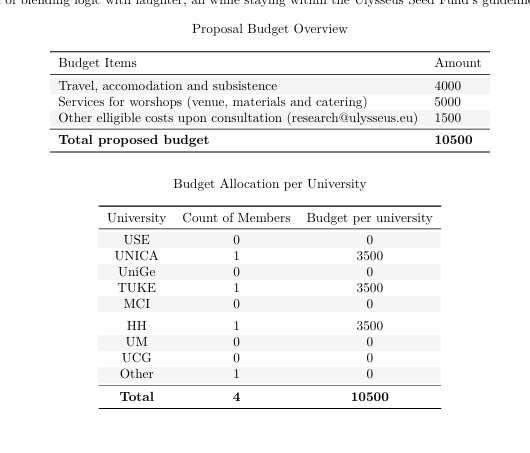 of blending logic with laughter, all while staying within the Ulysseus Seed Fund's guideline
Proposal Budget Overview
Budget Items Amount
Travel, accomodation and subsistence 4000
Services for worshops (venue, materials and catering) 5000
Other elligible costs upon consultation (research@ulysseus.eu) 1500
Total proposed budget 10500
Budget Allocation per University
University Count of Members Budget per university
USE 0 0
UNICA 1 3500
UniGe 0 0
TUKE 1 3500
MCI 0 0
HH 1 3500
UM 0 0
UCG 0 0
Other 1 0
Total 4 10500